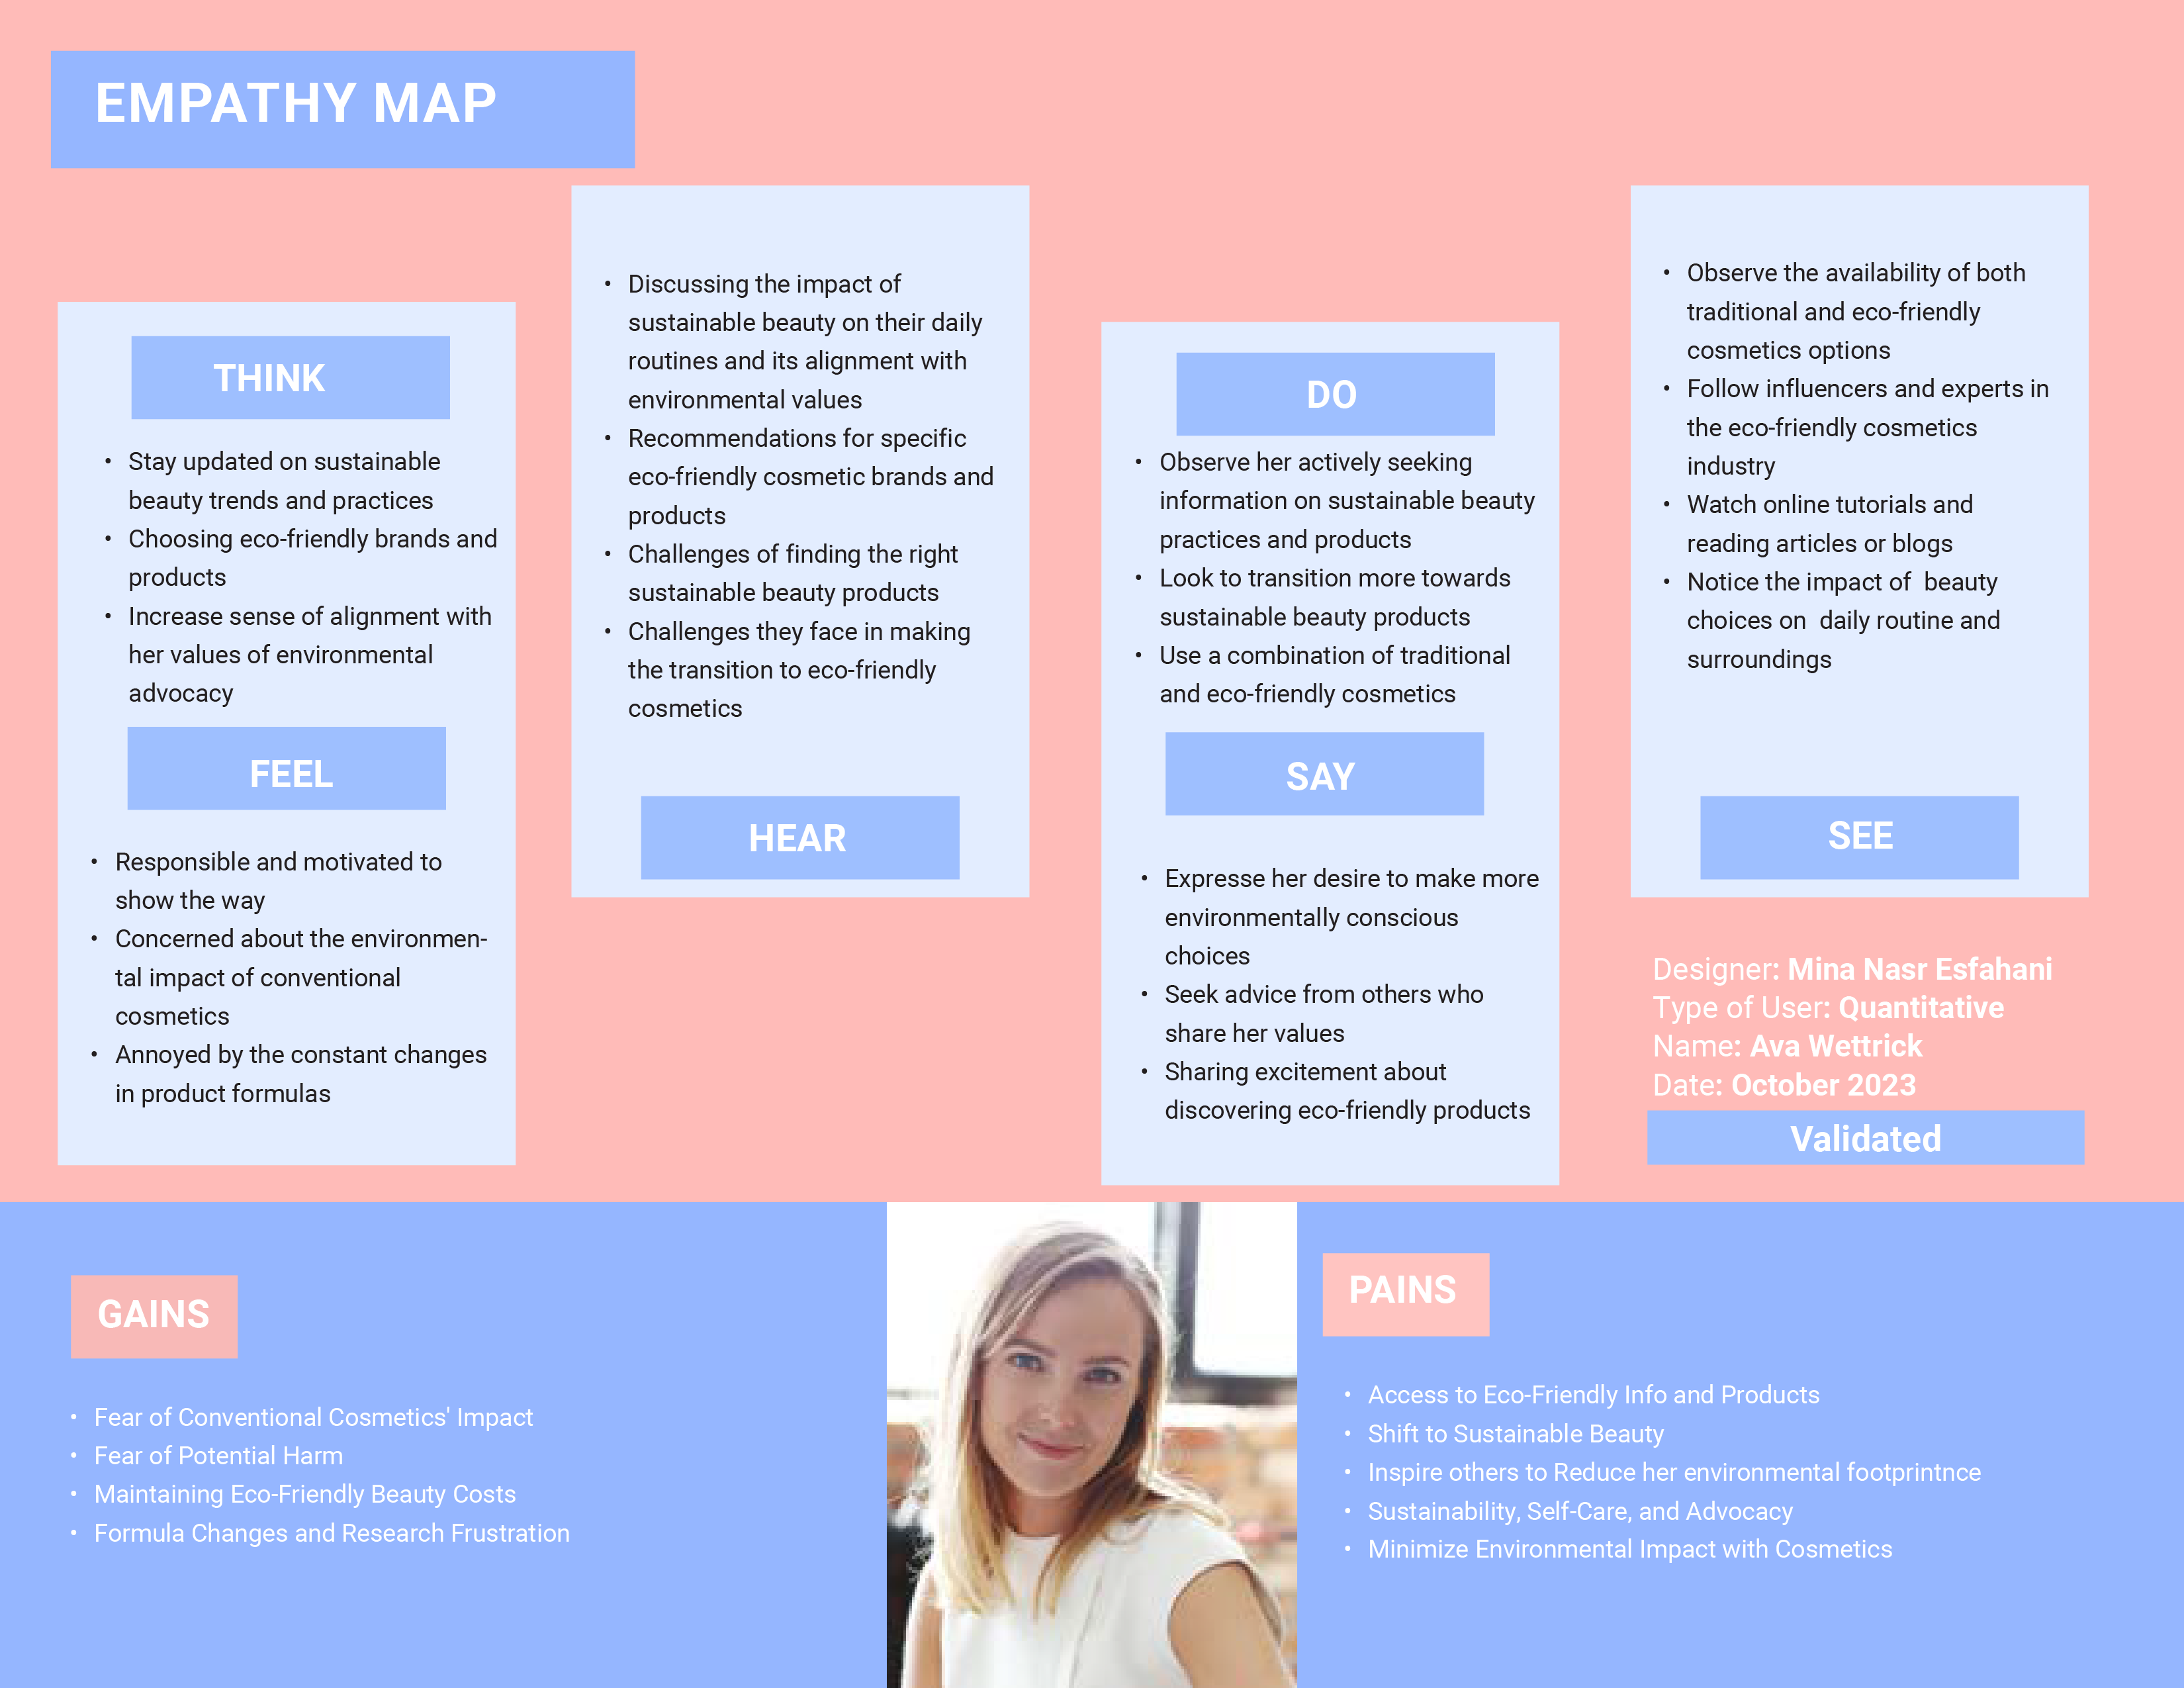 EMPATHY MAP
THINK
• Stay updated on sustainable
beauty trends and practices
• Choosing eco-friendly brands and
products
• Increase sense of alignment with
her values of environmental
advocacy
FEEL
• Responsible and motivated to
show the way
• Concerned about the environmen-
tal impact of conventional
cosmetics
• Annoyed by the constant changes
in product formulas
• Discussing the impact of
sustainable beauty on their daily
routines and its alignment with
environmental values
• Recommendations for specific
eco-friendly cosmetic brands and
products
• Challenges of finding the right
sustainable beauty products
• Challenges they face in making
the transition to eco-friendly
cosmetics
HEAR
DO
• Observe her actively seeking
information on sustainable beauty
practices and products
• Look to transition more towards
sustainable beauty products
• Use a combination of traditional
and eco-friendly cosmetics
SAY
• Expresse her desire to make more
environmentally conscious
choices
• Seek advice from others who
share her values
• Sharing excitement about
discovering eco-friendly products
• Observe the availability of both
traditional and eco-friendly
cosmetics options
• Follow influencers and experts in
the eco-friendly cosmetics
industry
• Watch online tutorials and
reading articles or blogs
• Notice the impact of  beauty
choices on  daily routine and
surroundings
SEE
Designer: Mina Nasr Esfahani
Type of User: Quantitative
Name: Ava Wettrick
Date: October 2023
Validated
GAINS
• Fear of Conventional Cosmetics' Impact
• Fear of Potential Harm
• Maintaining Eco-Friendly Beauty Costs
• Formula Changes and Research Frustration
PAINS
• Access to Eco-Friendly Info and Products
• Shift to Sustainable Beauty
• Inspire others to Reduce her environmental footprintnce
• Sustainability, Self-Care, and Advocacy
• Minimize Environmental Impact with Cosmetics